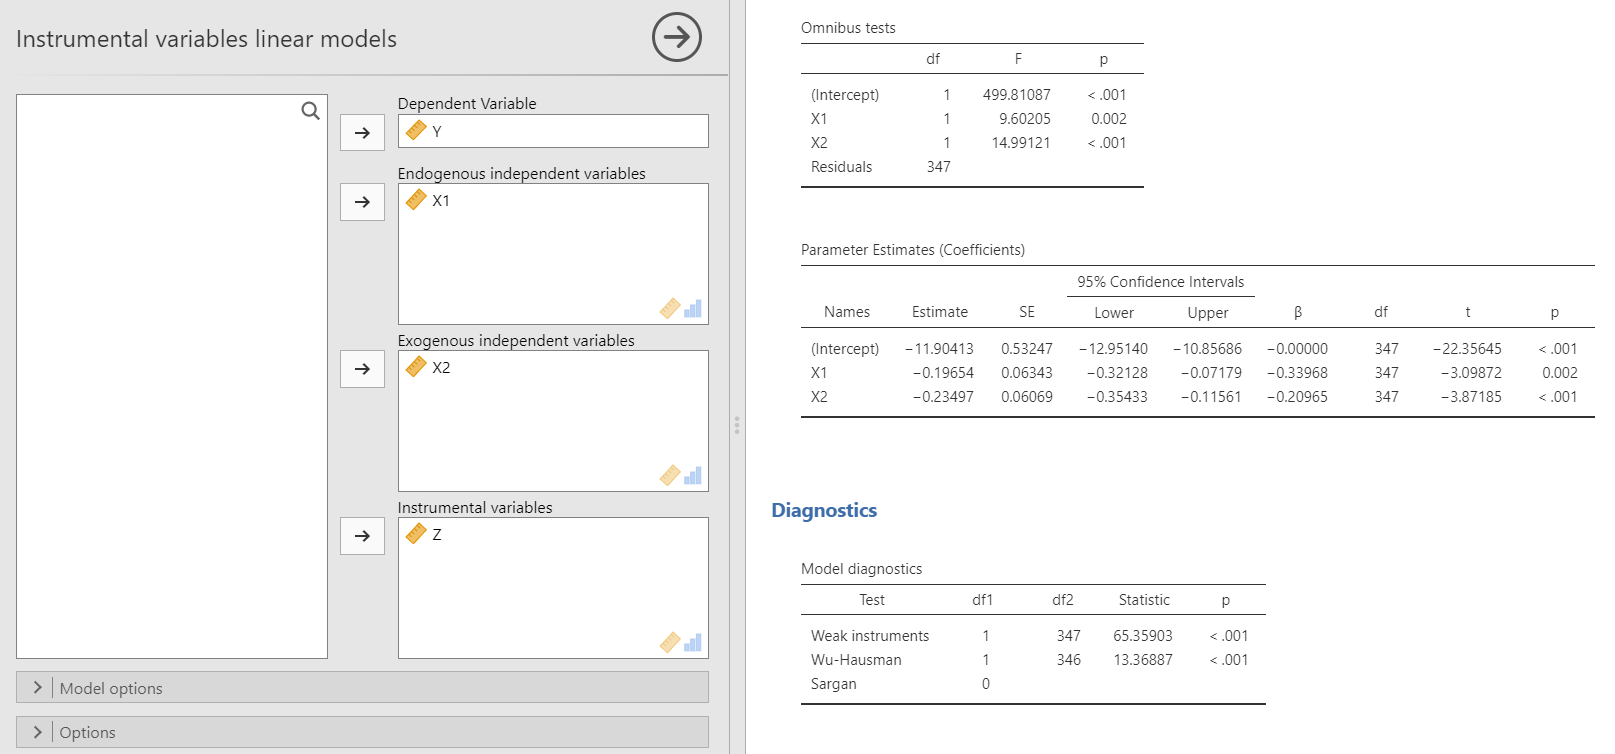 Instrumental variables linear models
Dependent Variable
Y
Endogenous independent variables
X1
Exogenous independent variables
X2
Instrumental variables
Z
Model options
Options
Omnibus tests
df F p
(Intercept) 1 499.81087 < .001
X1 1 9.60205 0.002
X2 1 14.99121 < .001
Residuals 347
Parameter Estimates (Coefficients)
95% Confidence Intervals
Names Estimate SE Lower Upper β df t p
(Intercept) −11.90413 0.53247 −12.95140 −10.85686 −0.00000 347 −22.35645 < .001
X1 −0.19654 0.06343 −0.32128 −0.07179 −0.33968 347 −3.09872 0.002
X2 −0.23497 0.06069 −0.35433 −0.11561 −0.20965 347 −3.87185 < .001
Diagnostics
Model diagnostics
Test df1 df2 Statistic p
Weak instruments 1 347 65.35903 < .001
Wu-Hausman 1 346 13.36887 < .001
Sargan 0